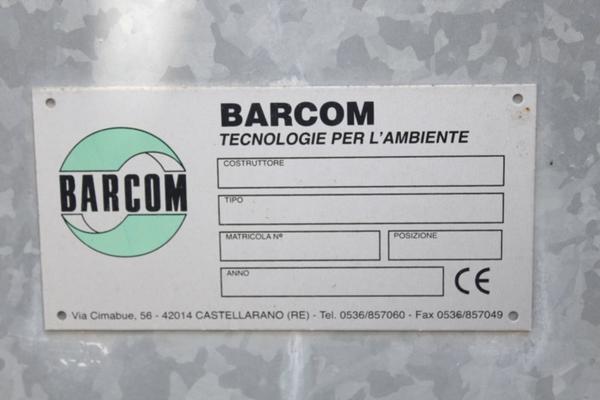 BARCOM
BARCOM
TECNOLOGIE PER L'AMBIENTE
COSTRUTTORE
TIPO
MATRICOLA Nº
POSIZIONE
ANNO
CE
Via Cimabue, 56 - 42014 CASTELLARANO (RE) - Tel. 0536/857060 - Fax 0536/857049